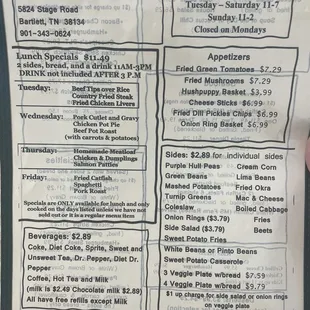 5824 Stage Road
Bartlett, TN 38134
901-343-0624
Tuesday – Saturday 11-7
Sunday 11-2
Closed on Mondays
Lunch Specials $11.49
2 sides, bread, and a drink 11AM-3PM
DRINK not included AFTER 3 P.M
Tuesday:
Beef Tips over Rice
Country Fried Steak
Fried Chicken Livers
Wednesday:
Pork Cutlet and Gravy
Chicken Pot Pie
Beef Pot Roast
(with carrots & potatoes)
Thursday:
Homemade Meatloaf
Chicken & Dumplings
Salmon Patties
Friday:
Fried Catfish
Spaghetti
Pork Roast
Specials are ONLY available for lunch and only
cooked on the days listed unless we have not
sold out or it is a regular menu item
Beverages: $2.89
Coke, Diet Coke, Sprite, Sweet and
Unsweet Tea, Dr. Pepper, Diet Dr.
Pepper
Coffee, Hot Tea and Milk
(milk is $2.49 Chocolate milk $2.89)
All have free refills except Milk
Appetizers
Fried Green Tomatoes $7.29
Fried Mushrooms $7.29
Hushpuppy Basket $3.99
Cheese Sticks $6.99
Fried Dill Pickles Chips $6.99
Onion Ring Basket $6.99
Sides: $2.89 for individual sides
Purple Hull Peas Cream Corn
Green Beans Lima Beans
Mashed Potatoes Fried Okra
Turnip Greens Mac & Cheese
Coleslaw Boiled Cabbage
Onion Rings ($3.79) Fries
Side Salad ($3.79) Beets
Sweet Potato Fries
White Beans or Pinto Beans
Sweet Potato Casserole
3 Veggie Plate w/bread $7.59
4 Veggie Plate w/bread $9.79
$1 up charge for side salad or onion rings
on veggie plate